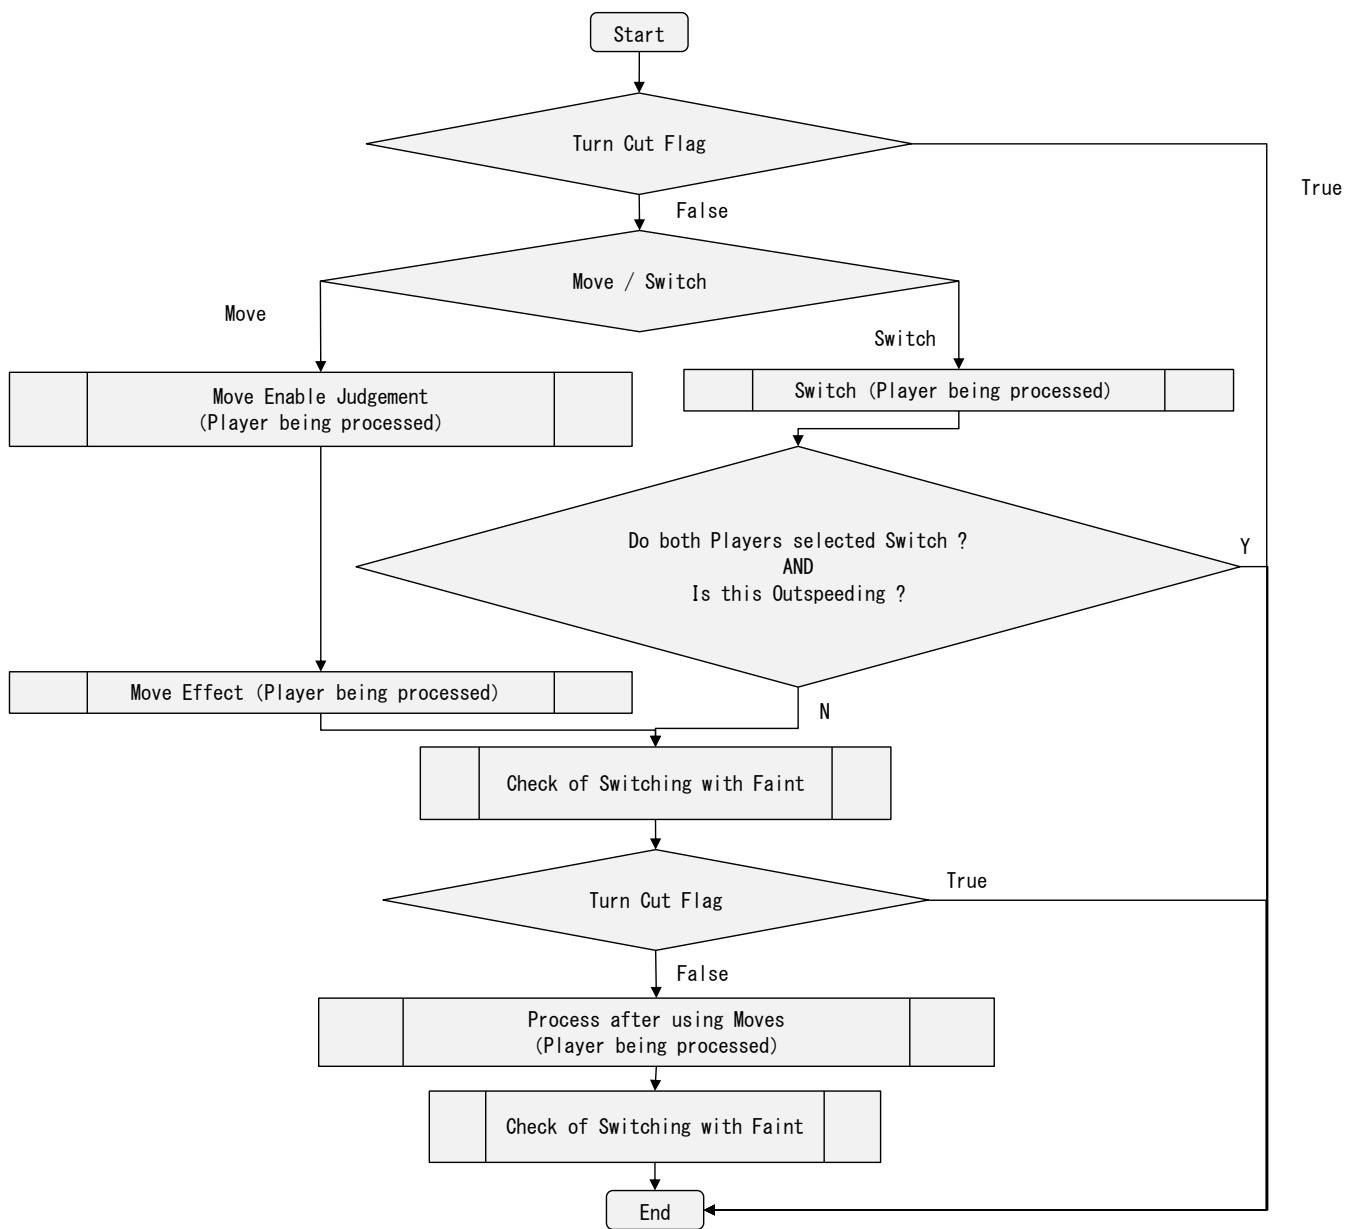 Start
Turn Cut Flag
True
False
Move / Switch
Move
Switch
Move Enable Judgement
(Player being processed)
Switch (Player being processed)
Do both Players selected Switch ?
AND
Is this Outspeeding ?
Y
Move Effect (Player being processed)
N
Check of Switching with Faint
Turn Cut Flag
True
False
Process after using Moves
(Player being processed)
Check of Switching with Faint
End